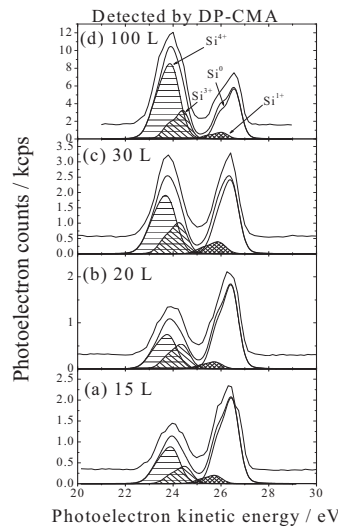 Detected by DP-CMA
(d) 100 L
Si⁴⁺
Si³⁺
Si⁰
Si¹⁺
12
10
8
6
4
2
0
(c) 30 L
3.5
3.0
2.5
2.0
1.5
1.0
0.5
0.0
(b) 20 L
2
1
0
(a) 15 L
2.5
2.0
1.5
1.0
0.5
0.0
20 22 24 26 28 30
Photoelectron counts / kcps
Photoelectron kinetic energy / eV